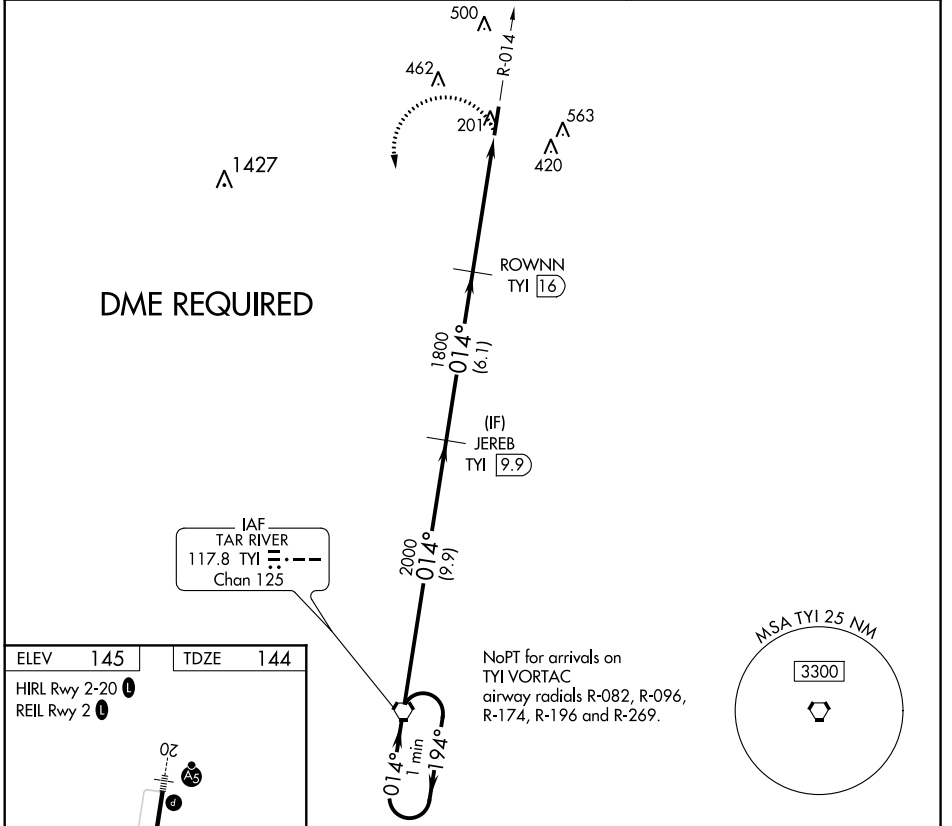 500
R-014
462
201
563
420
1427
ROWNN
TYI 16
DME REQUIRED
1800
014°
(6.1)
(IF)
JEREB
TYI 9.9
IAF
TAR RIVER
117.8 TYI
Chan 125
2000
014°
(9.9)
MSA TYI 25 NM
3300
NoPT for arrivals on
TYI VORTAC
airway radials R-082, R-096,
R-174, R-196 and R-269.
ELEV 145
TDZE 144
HIRL Rwy 2-20 L
REIL Rwy 2 L
014°
1 min
194°
20
A5
P